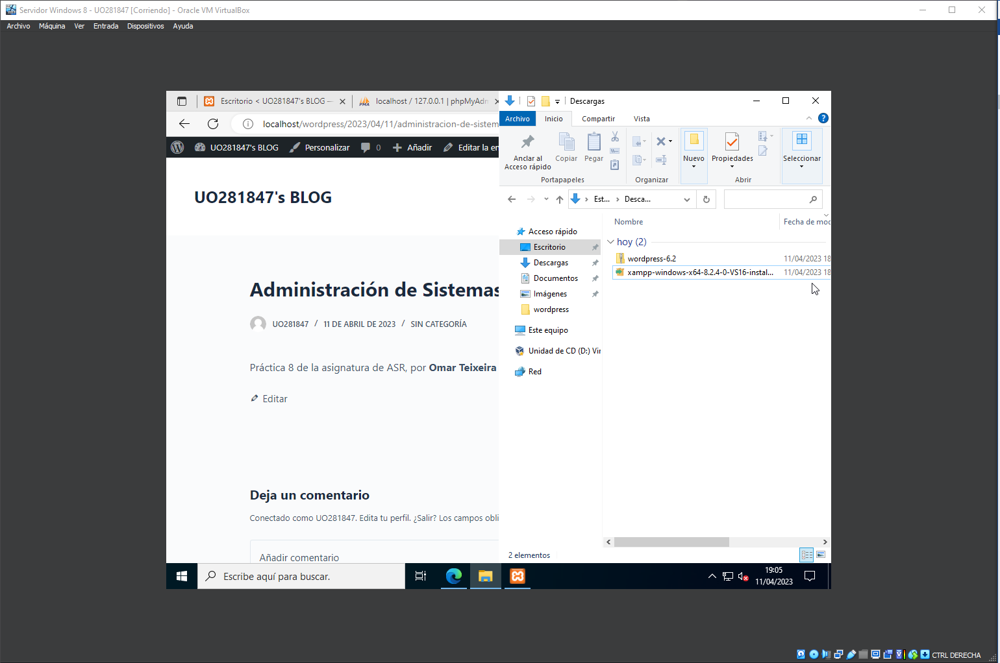 Servidor Windows 8 - UO281847 [Corriendo] - Oracle VM VirtualBox
Archivo Máquina Ver Entrada Dispositivos Ayuda
Escritorio < UO281847's BLOG —
localhost / 127.0.0.1 | phpMyAdn
localhost/wordpress/2023/04/11/administracion-de-sistem
UO281847's BLOG Personalizar 0 Añadir Editar la en
UO281847's BLOG
Administración de Sistemas
UO281847 / 11 DE ABRIL DE 2023 / SIN CATEGORÍA
Práctica 8 de la asignatura de ASR, por Omar Teixeira
Editar
Deja un comentario
Conectado como UO281847. Edita tu perfil. ¿Salir? Los campos obli
Añadir comentario
Descargas
Archivo Inicio Compartir Vista
Anclar al
Acceso rápido
Copiar
Pegar
Nuevo
Propiedades
Seleccionar
Portapapeles
Organizar
Abrir
Est... Desca...
Nombre
Fecha de moc
Acceso rápido
Escritorio
Descargas
Documentos
Imágenes
wordpress
Este equipo
Unidad de CD (D:) Vir
Red
hoy (2)
wordpress-6.2 11/04/2023 18
xampp-windows-x64-8.2.4-0-VS16-instal... 11/04/2023 18
2 elementos
Escribe aquí para buscar.
19:05
11/04/2023
CTRL DERECHA